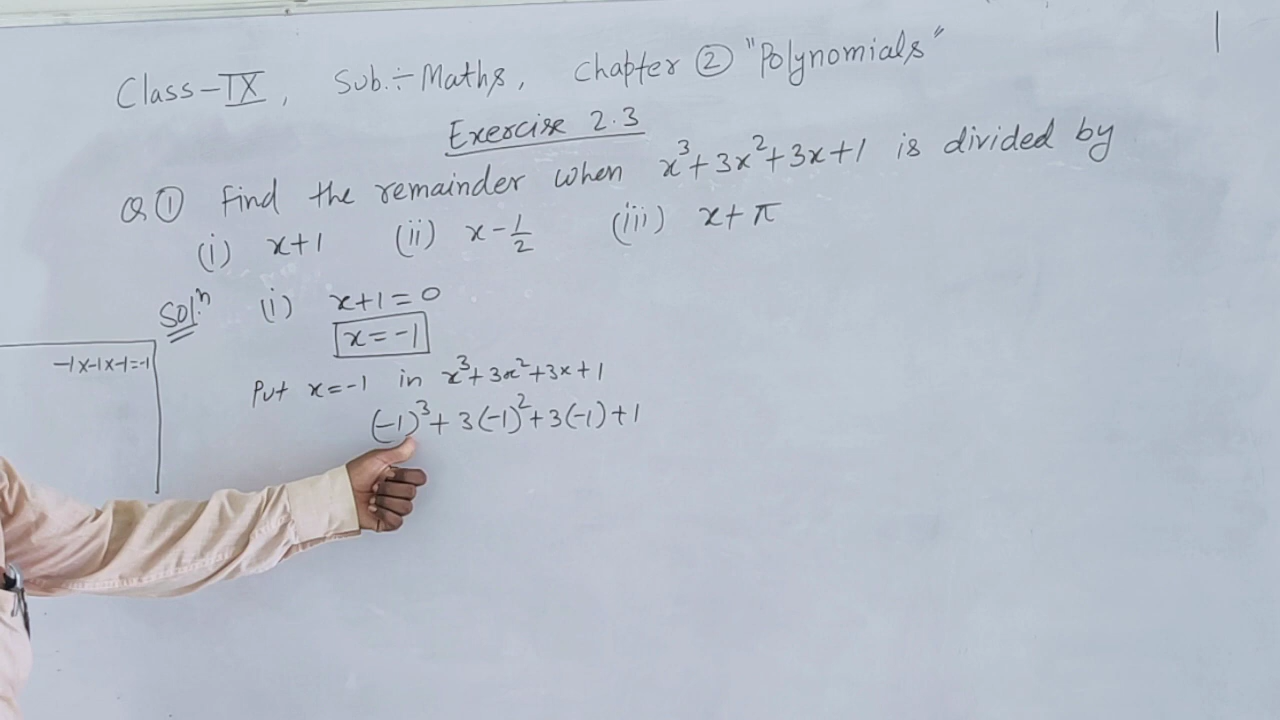 Class-IX, Sub.÷Maths, Chapter ② "Polynomials"
Exercise 2.3
Q① Find the remainder when x³+3x²+3x+1 is divided by
(i) x+1 (ii) x-1/2 (iii) x+π
Sol.ⁿ (i) x+1=0
x=-1
-1x-1x-1=-1
Put x=-1 in x³+3x²+3x+1
(-1)³+3(-1)²+3(-1)+1